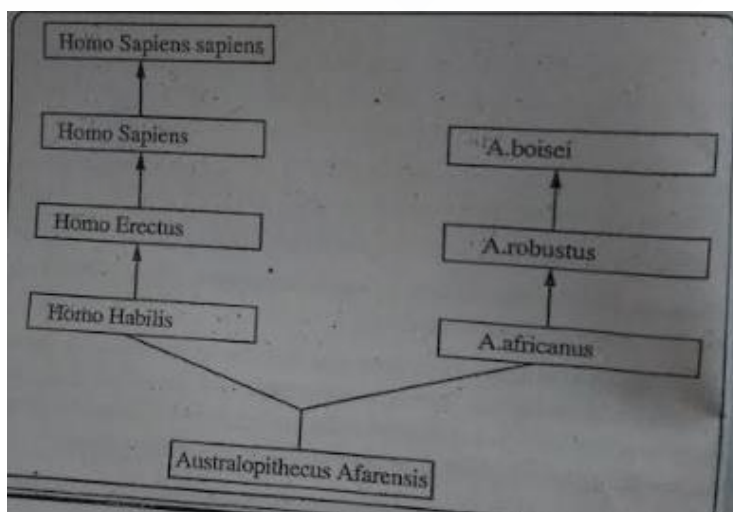 Homo Sapiens sapiens
Homo Sapiens
A.boisei
Homo Erectus
A.robustus
Homo Habilis
A.africanus
Australopithecus Afarensis